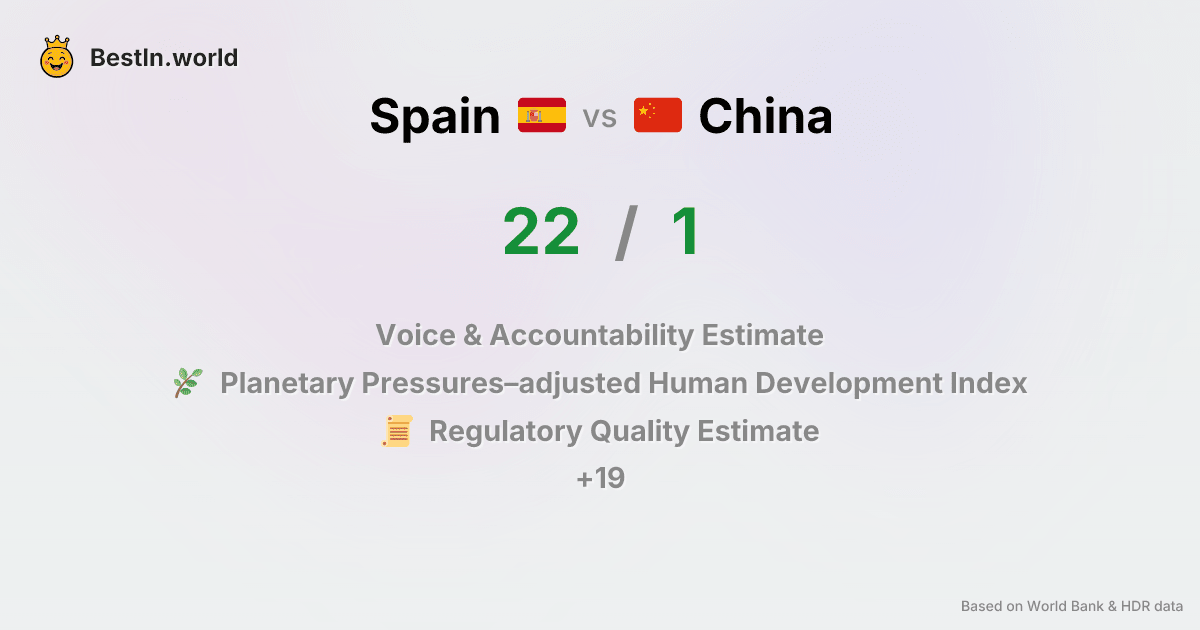 BestIn.world
Spain vs China
22 / 1
Voice & Accountability Estimate
Planetary Pressures–adjusted Human Development Index
Regulatory Quality Estimate
+19
Based on World Bank & HDR data